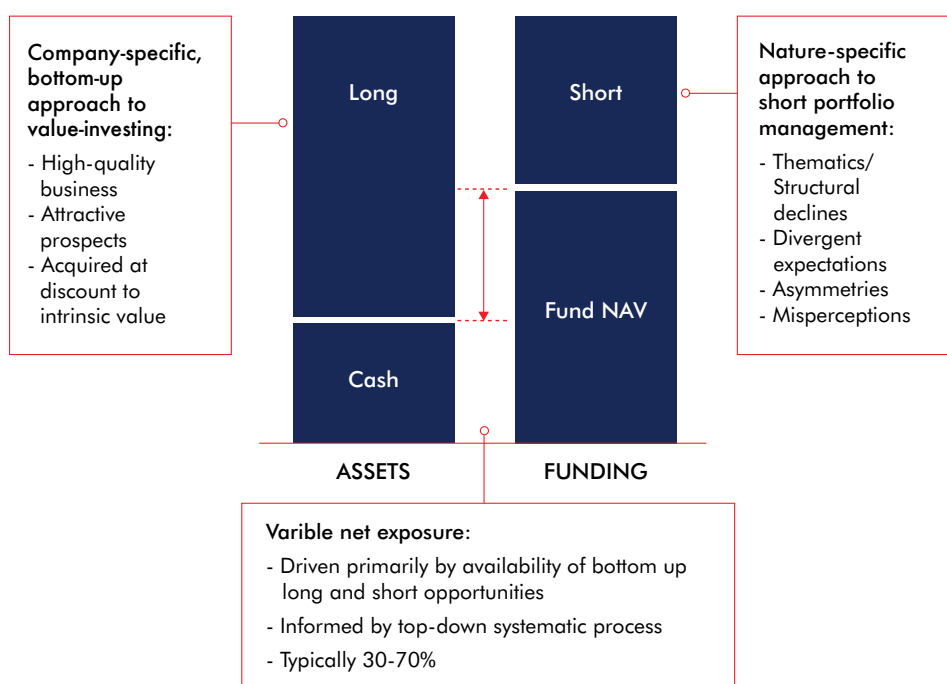 Company-specific,
bottom-up
approach to
value-investing:
- High-quality
business
- Attractive
prospects
- Acquired at
discount to
intrinsic value
Long
Cash
ASSETS
Short
Fund NAV
FUNDING
Nature-specific
approach to
short portfolio
management:
- Thematics/
Structural
declines
- Divergent
expectations
- Asymmetries
- Misperceptions
Varible net exposure:
- Driven primarily by availability of bottom up
long and short opportunities
- Informed by top-down systematic process
- Typically 30-70%